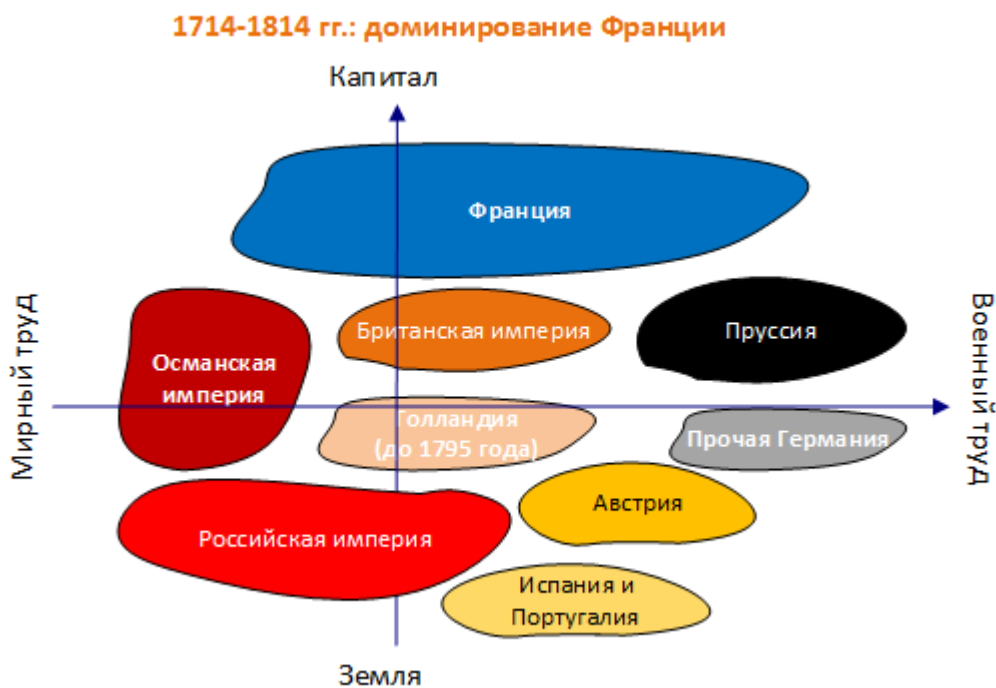 1714-1814 гг.: доминирование Франции
Капитал
Франция
Британская империя
Пруссия
Османская
империя
Мирный труд
Военный труд
Голландия
(до 1795 года)
Прочая Германия
Австрия
Российская империя
Испания и
Португалия
Земля